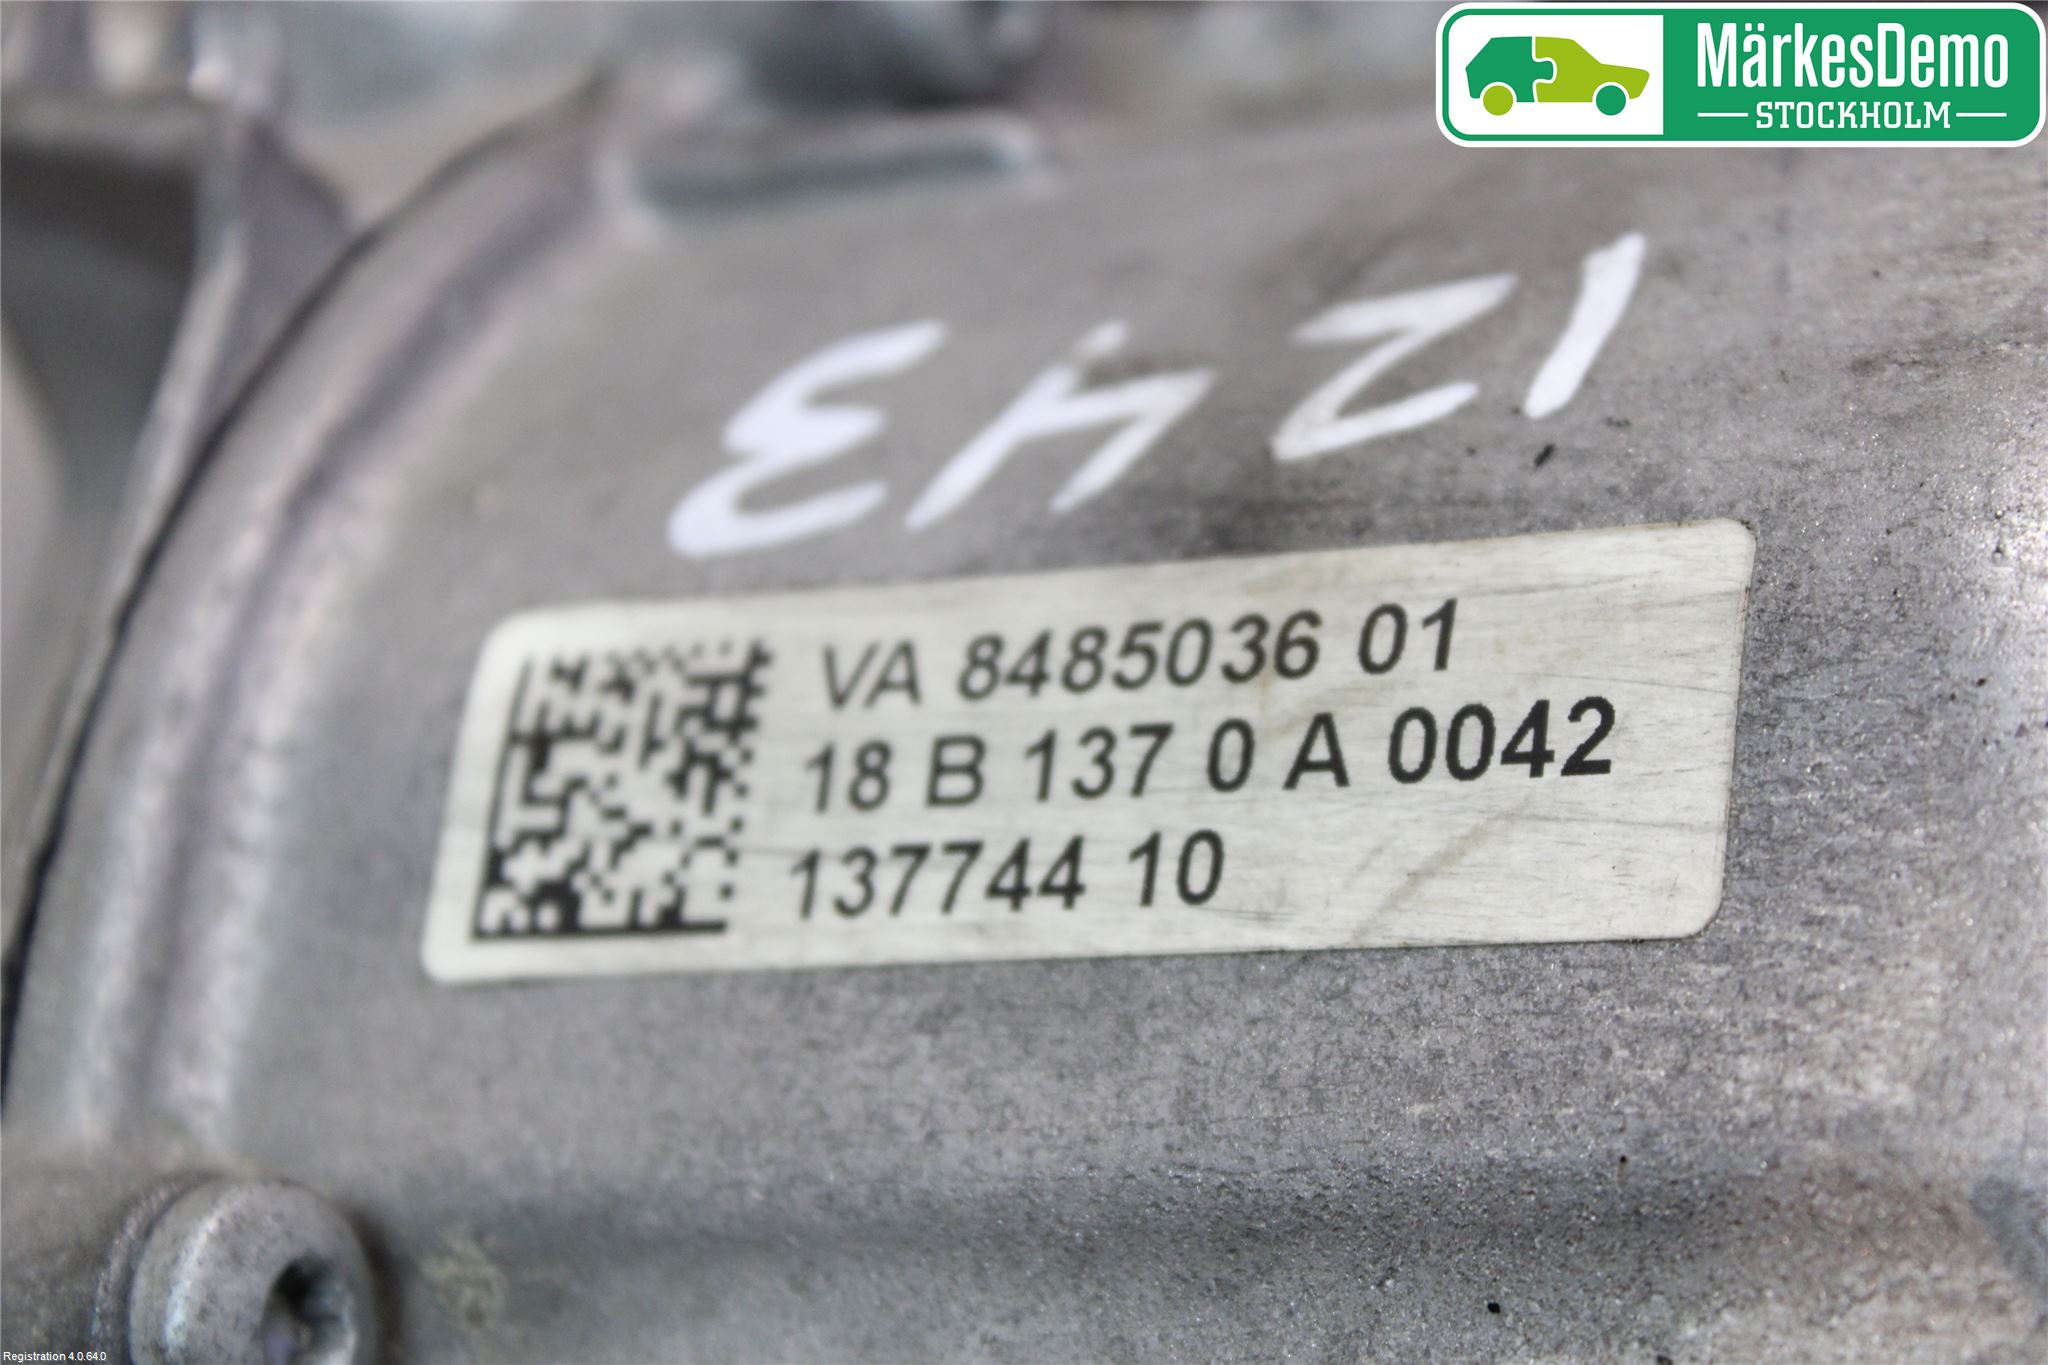 MärkesDemo
STOCKHOLM
1243
VA 8485036 01
18 B 137 0 A 0042
137744 10
Registration 4.0.64.0